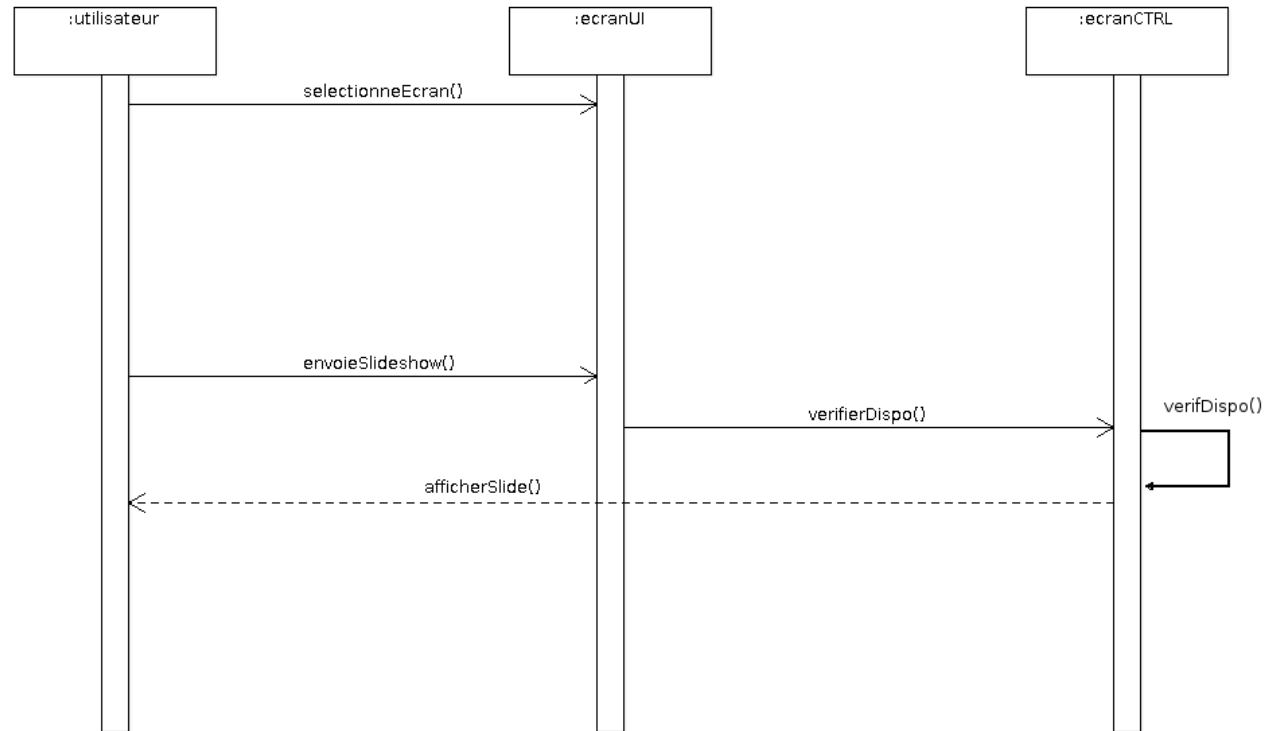 :utilisateur
:ecranUI
:ecranCTRL
selectionneEcran()
envoieSlideshow()
verifDispo()
verifierDispo()
afficherSlide()